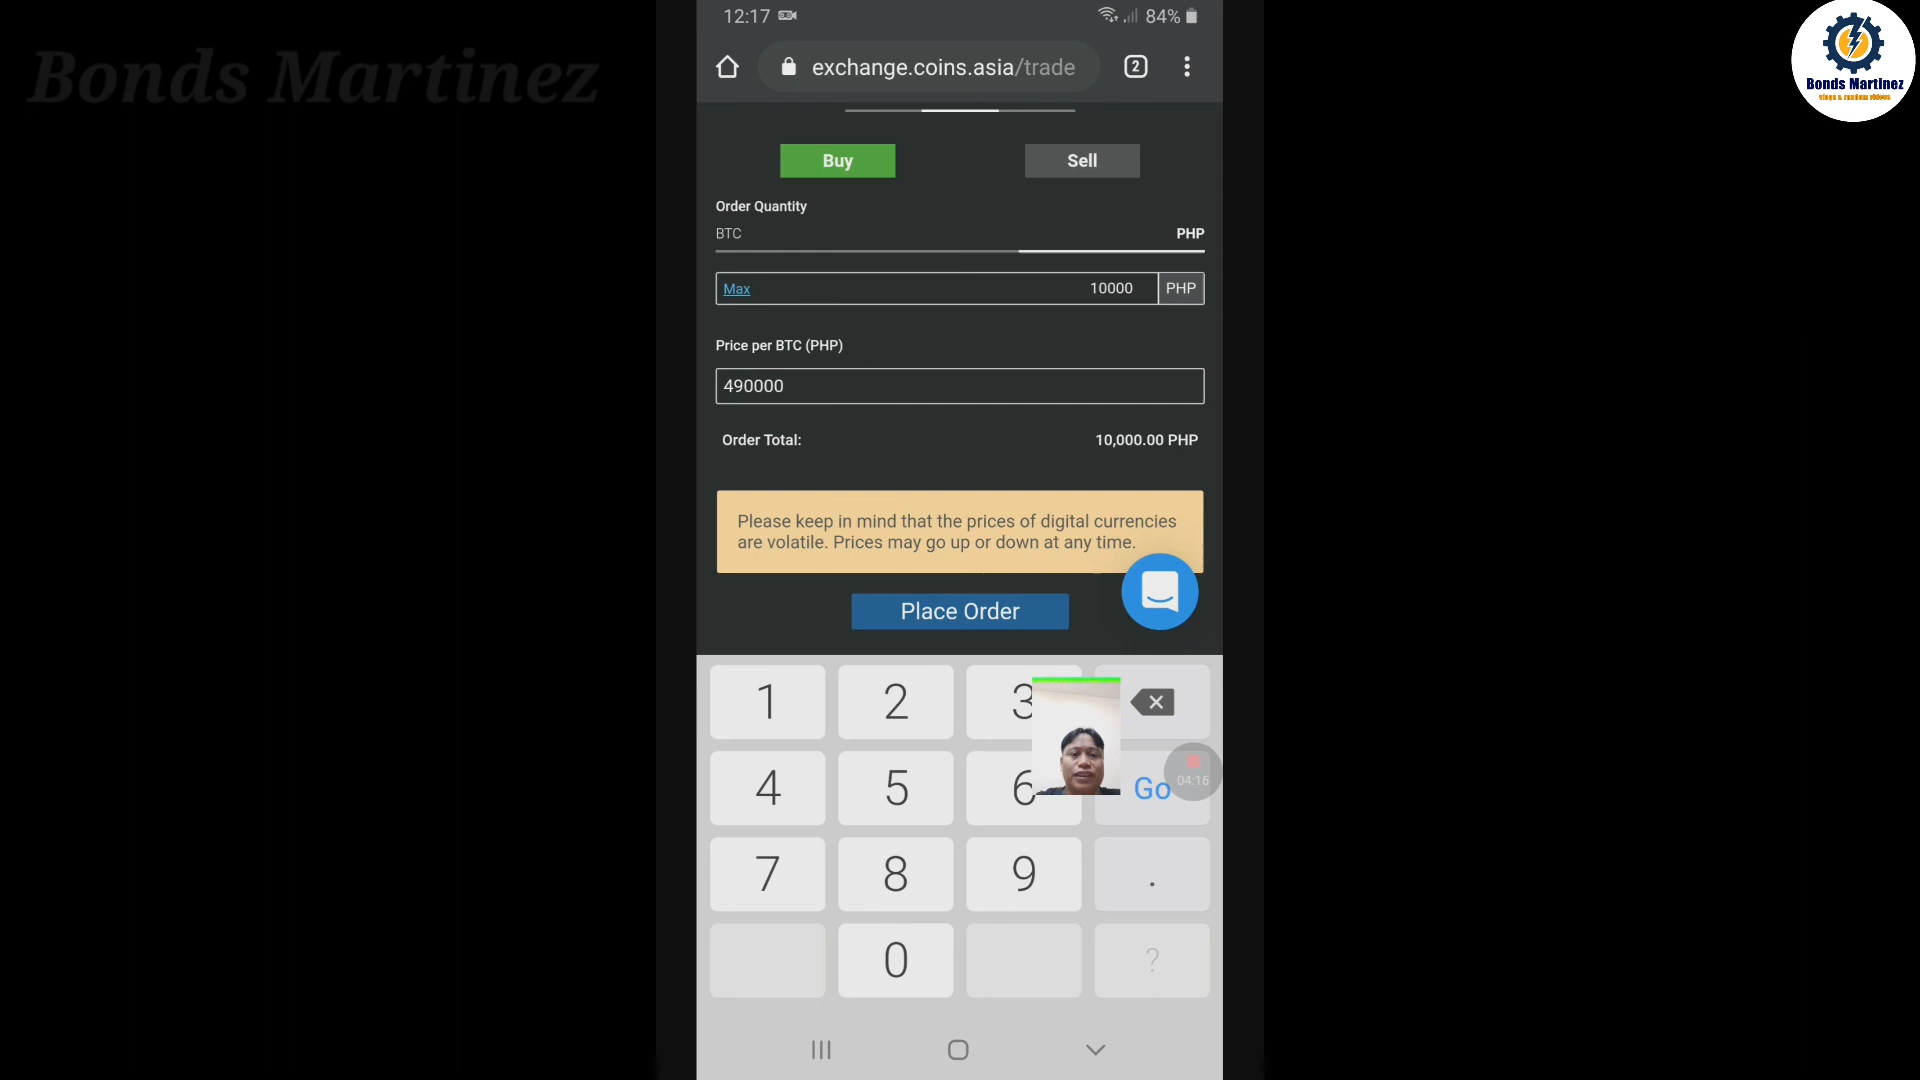 Bonds Martinez
12:17
84%
exchange.coins.asia/trade
2
Buy
Sell
Order Quantity
BTC
PHP
Max
10000
PHP
Price per BTC (PHP)
490000
Order Total:
10,000.00 PHP
Please keep in mind that the prices of digital currencies
are volatile. Prices may go up or down at any time.
Place Order
1
2
3
4
5
6
Go
04:16
7
8
9
.
0
?
Bonds Martinez
vlogs & random videos